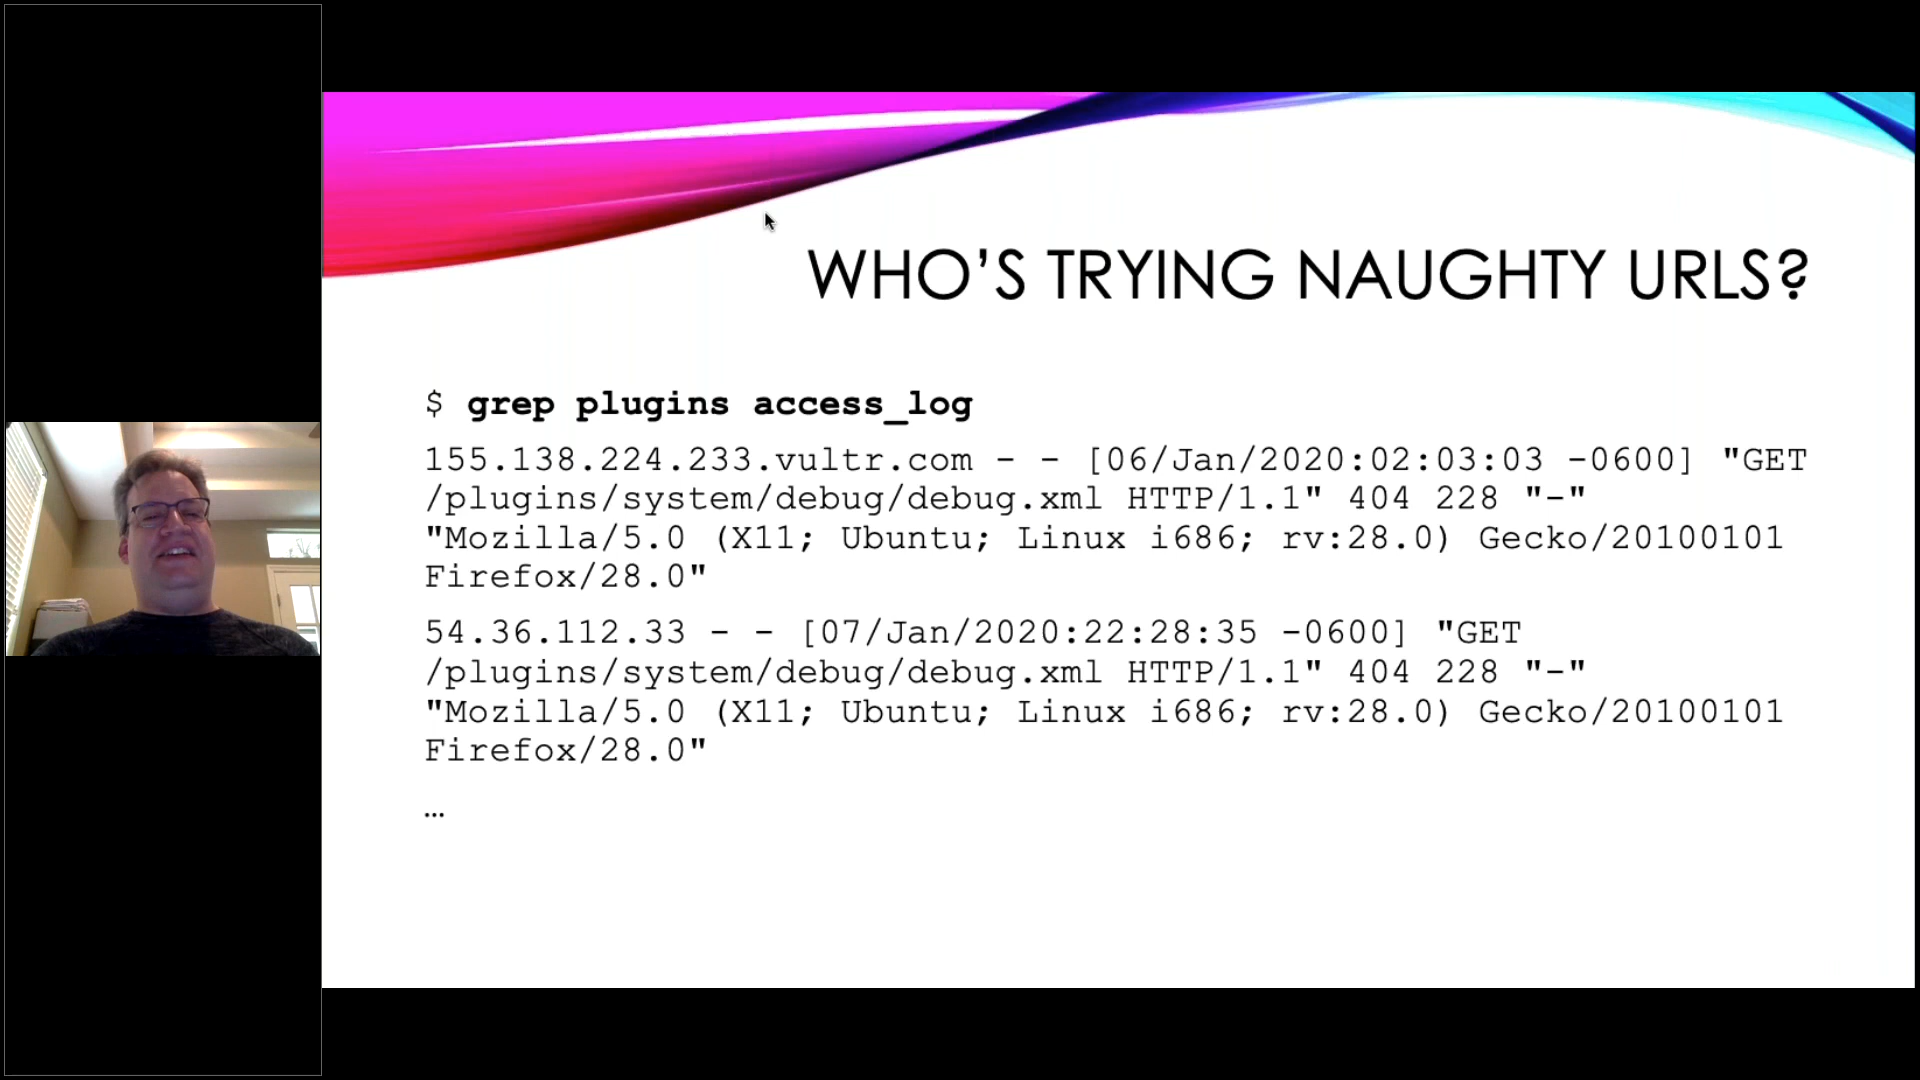 WHO’S TRYING NAUGHTY URLS?
$ grep plugins access_log
155.138.224.233.vultr.com - - [06/Jan/2020:02:03:03 -0600] "GET
/plugins/system/debug/debug.xml HTTP/1.1" 404 228 "-"
"Mozilla/5.0 (X11; Ubuntu; Linux i686; rv:28.0) Gecko/20100101
Firefox/28.0"
54.36.112.33 - - [07/Jan/2020:22:28:35 -0600] "GET
/plugins/system/debug/debug.xml HTTP/1.1" 404 228 "-"
"Mozilla/5.0 (X11; Ubuntu; Linux i686; rv:28.0) Gecko/20100101
Firefox/28.0"
…